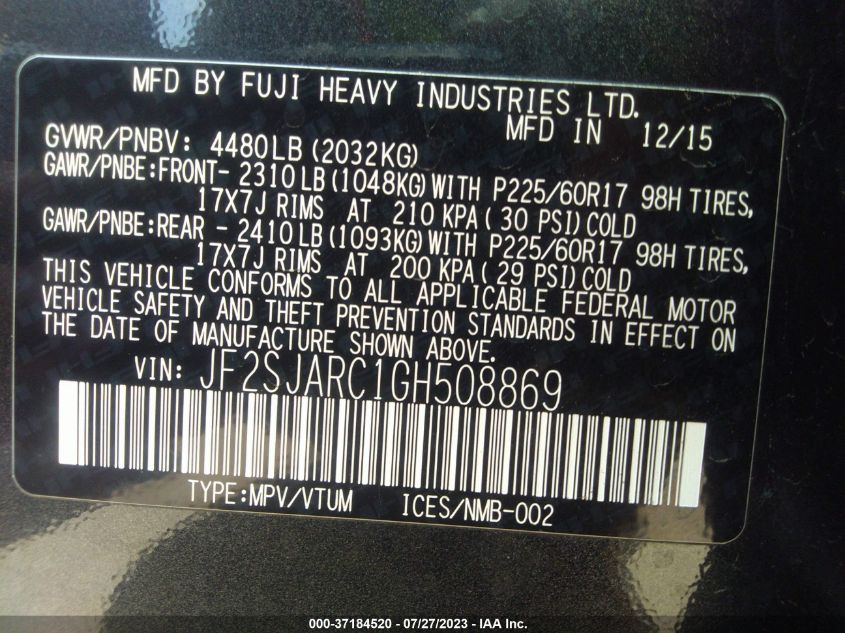 MFD BY FUJI HEAVY INDUSTRIES LTD.
MFD IN 12/15
GVWR/PNBV: 4480LB(2032KG)
GAWR/PNBE:FRONT- 2310LB(1048KG)WITH P225/60R17 98H TIRES,
17X7J RIMS AT 210 KPA( 30 PSI)COLD
GAWR/PNBE:REAR - 2410LB(1093KG)WITH P225/60R17 98H TIRES,
17X7J RIMS AT 200 KPA( 29 PSI)COLD
THIS VEHICLE CONFORMS TO ALL APPLICABLE FEDERAL MOTOR
VEHICLE SAFETY AND THEFT PREVENTION STANDARDS IN EFFECT ON
THE DATE OF MANUFACTURE SHOWN ABOVE.
VIN: JF2SJARC1GH508869
TYPE:MPV/VTUM ICES/NMB-002
000-37184520 - 07/27/2023 - IAA Inc.